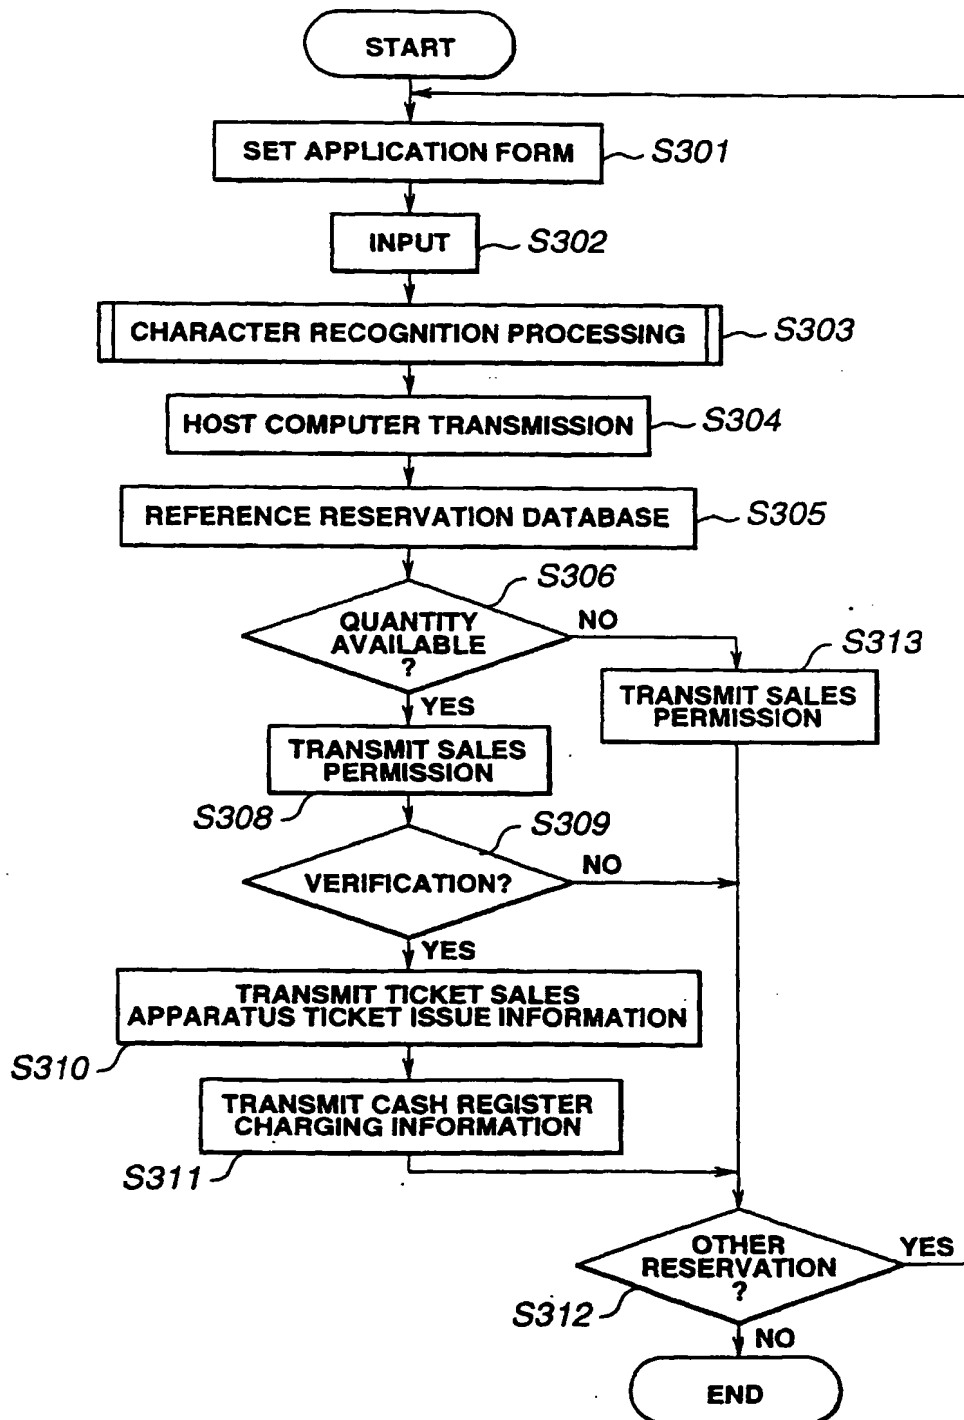 START
SET APPLICATION FORM
S301
INPUT
S302
CHARACTER RECOGNITION PROCESSING
S303
HOST COMPUTER TRANSMISSION
S304
REFERENCE RESERVATION DATABASE
S305
S306
QUANTITY
AVAILABLE
?
NO
YES
S313
TRANSMIT SALES
PERMISSION
TRANSMIT SALES
PERMISSION
S308
S309
VERIFICATION?
NO
YES
TRANSMIT TICKET SALES
APPARATUS TICKET ISSUE INFORMATION
S310
TRANSMIT CASH REGISTER
CHARGING INFORMATION
S311
OTHER
RESERVATION
?
YES
S312
NO
END